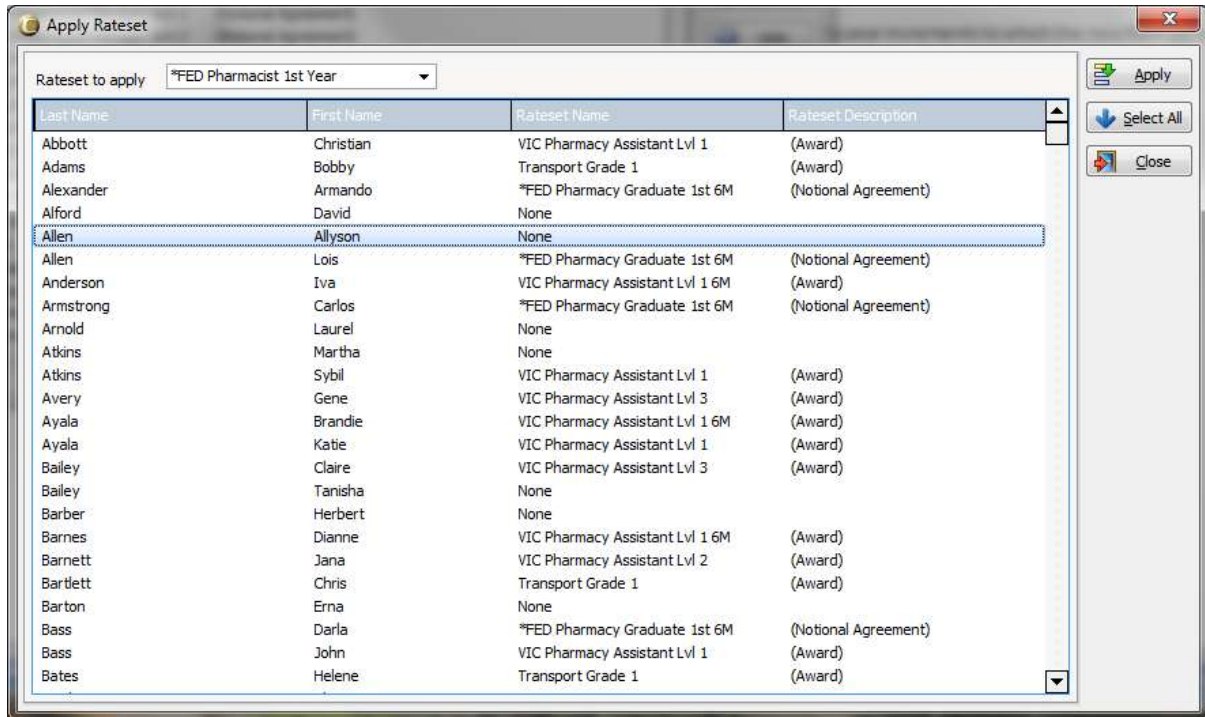 Apply Rateset
Rateset to apply *FED Pharmacist 1st Year
Apply
Select All
Close
Last Name First Name Rateset Name Rateset Description
Abbott Christian VIC Pharmacy Assistant Lvl 1 (Award)
Adams Bobby Transport Grade 1 (Award)
Alexander Armando *FED Pharmacy Graduate 1st 6M (Notional Agreement)
Alford David None
Allen Allyson None
Allen Lois *FED Pharmacy Graduate 1st 6M (Notional Agreement)
Anderson Iva VIC Pharmacy Assistant Lvl 1 6M (Award)
Armstrong Carlos *FED Pharmacy Graduate 1st 6M (Notional Agreement)
Arnold Laurel None
Atkins Martha None
Atkins Sybil VIC Pharmacy Assistant Lvl 1 (Award)
Avery Gene VIC Pharmacy Assistant Lvl 3 (Award)
Ayala Brandie VIC Pharmacy Assistant Lvl 1 6M (Award)
Ayala Katie VIC Pharmacy Assistant Lvl 1 (Award)
Bailey Claire VIC Pharmacy Assistant Lvl 3 (Award)
Bailey Tanisha None
Barber Herbert None
Barnes Dianne VIC Pharmacy Assistant Lvl 1 6M (Award)
Barnett Jana VIC Pharmacy Assistant Lvl 2 (Award)
Bartlett Chris Transport Grade 1 (Award)
Barton Erna None
Bass Darla *FED Pharmacy Graduate 1st 6M (Notional Agreement)
Bass John VIC Pharmacy Assistant Lvl 1 (Award)
Bates Helene Transport Grade 1 (Award)